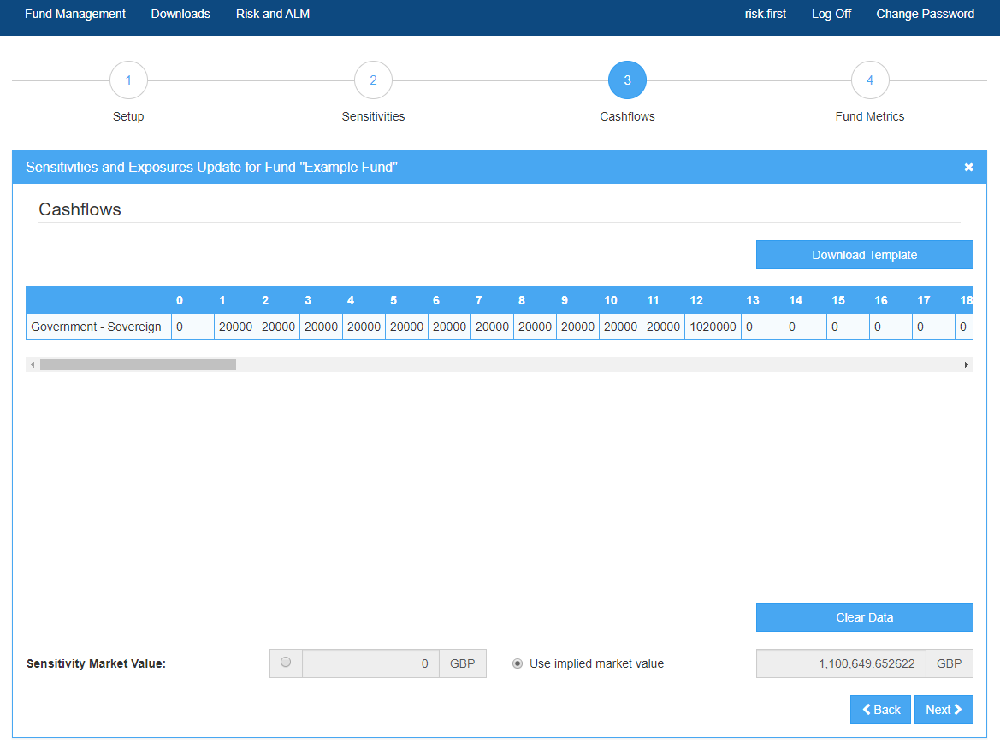 Fund Management Downloads Risk and ALM risk.first Log Off Change Password
1 2 3 4
Setup Sensitivities Cashflows Fund Metrics
Sensitivities and Exposures Update for Fund "Example Fund" ✖
Cashflows
Download Template
0 1 2 3 4 5 6 7 8 9 10 11 12 13 14 15 16 17 18
Government - Sovereign 0 20000 20000 20000 20000 20000 20000 20000 20000 20000 20000 20000 1020000 0 0 0 0 0 0
Clear Data
Sensitivity Market Value: 0 GBP Use implied market value 1,100,649.652622 GBP
Back Next